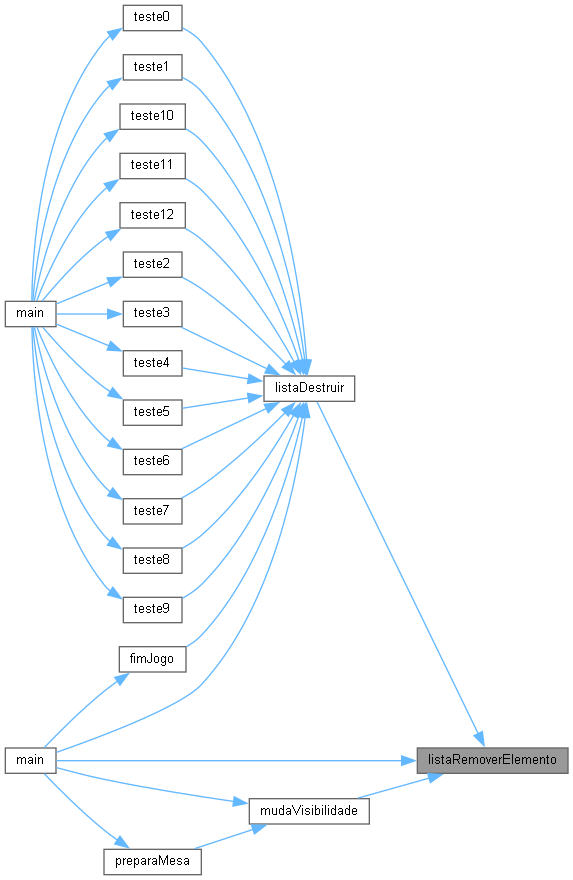 teste0
teste1
teste10
teste11
teste12
teste2
main
teste3
teste4
listaDestruir
teste5
teste6
teste7
teste8
teste9
fimJogo
main
listaRemoverElemento
mudaVisibilidade
preparaMesa